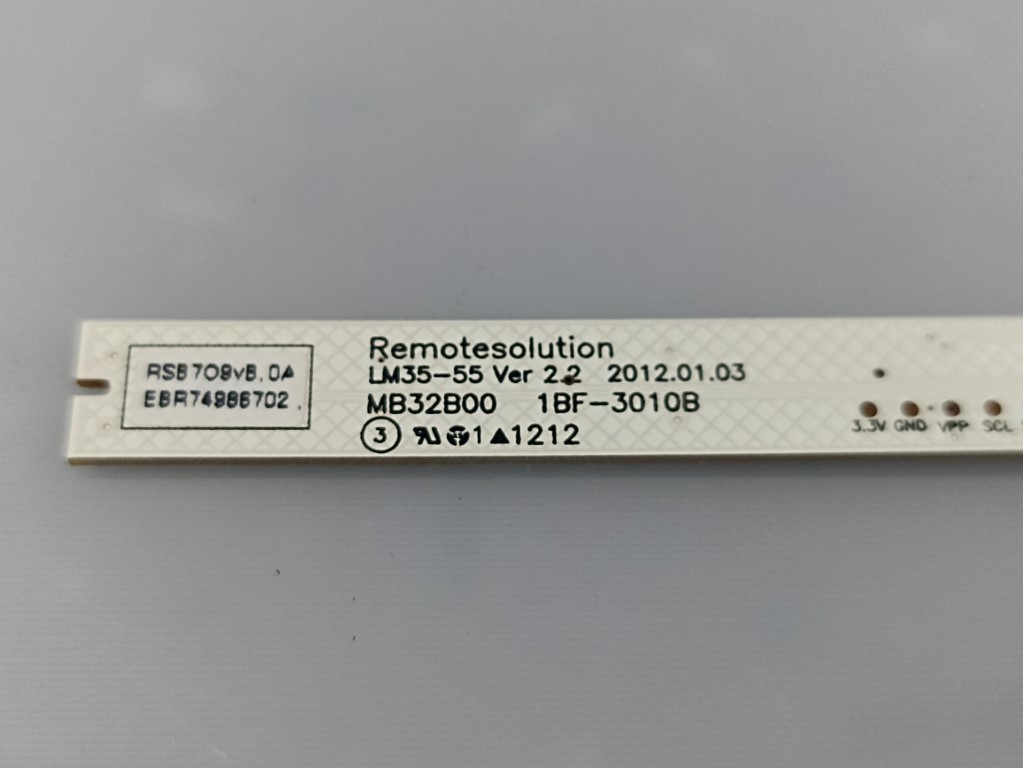 RSB709vB.0A
EBR74986702.
Remotesolution
LM35-55 Ver 2.2 2012.01.03
MB32B00 1BF-3010B
3 1▲1212
3.3V GND VPP SCL